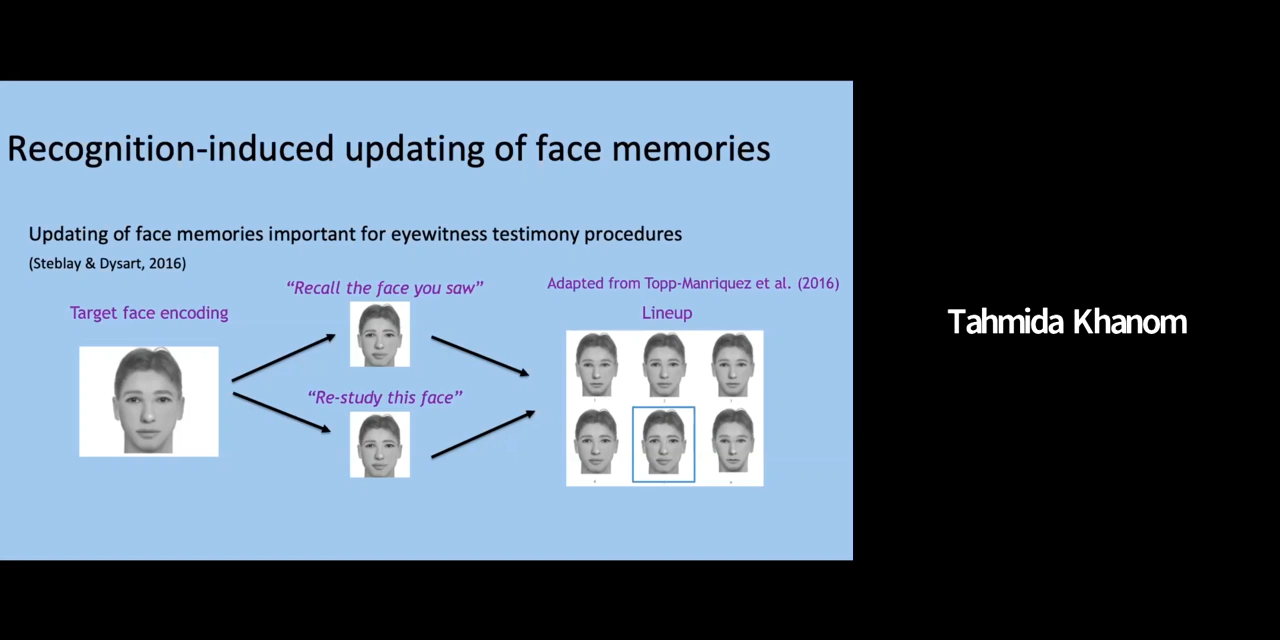 Recognition-induced updating of face memories
Updating of face memories important for eyewitness testimony procedures
(Steblay & Dysart, 2016)
Target face encoding
“Recall the face you saw”
“Re-study this face”
Adapted from Topp-Manriquez et al. (2016)
Lineup
Tahmida Khanom